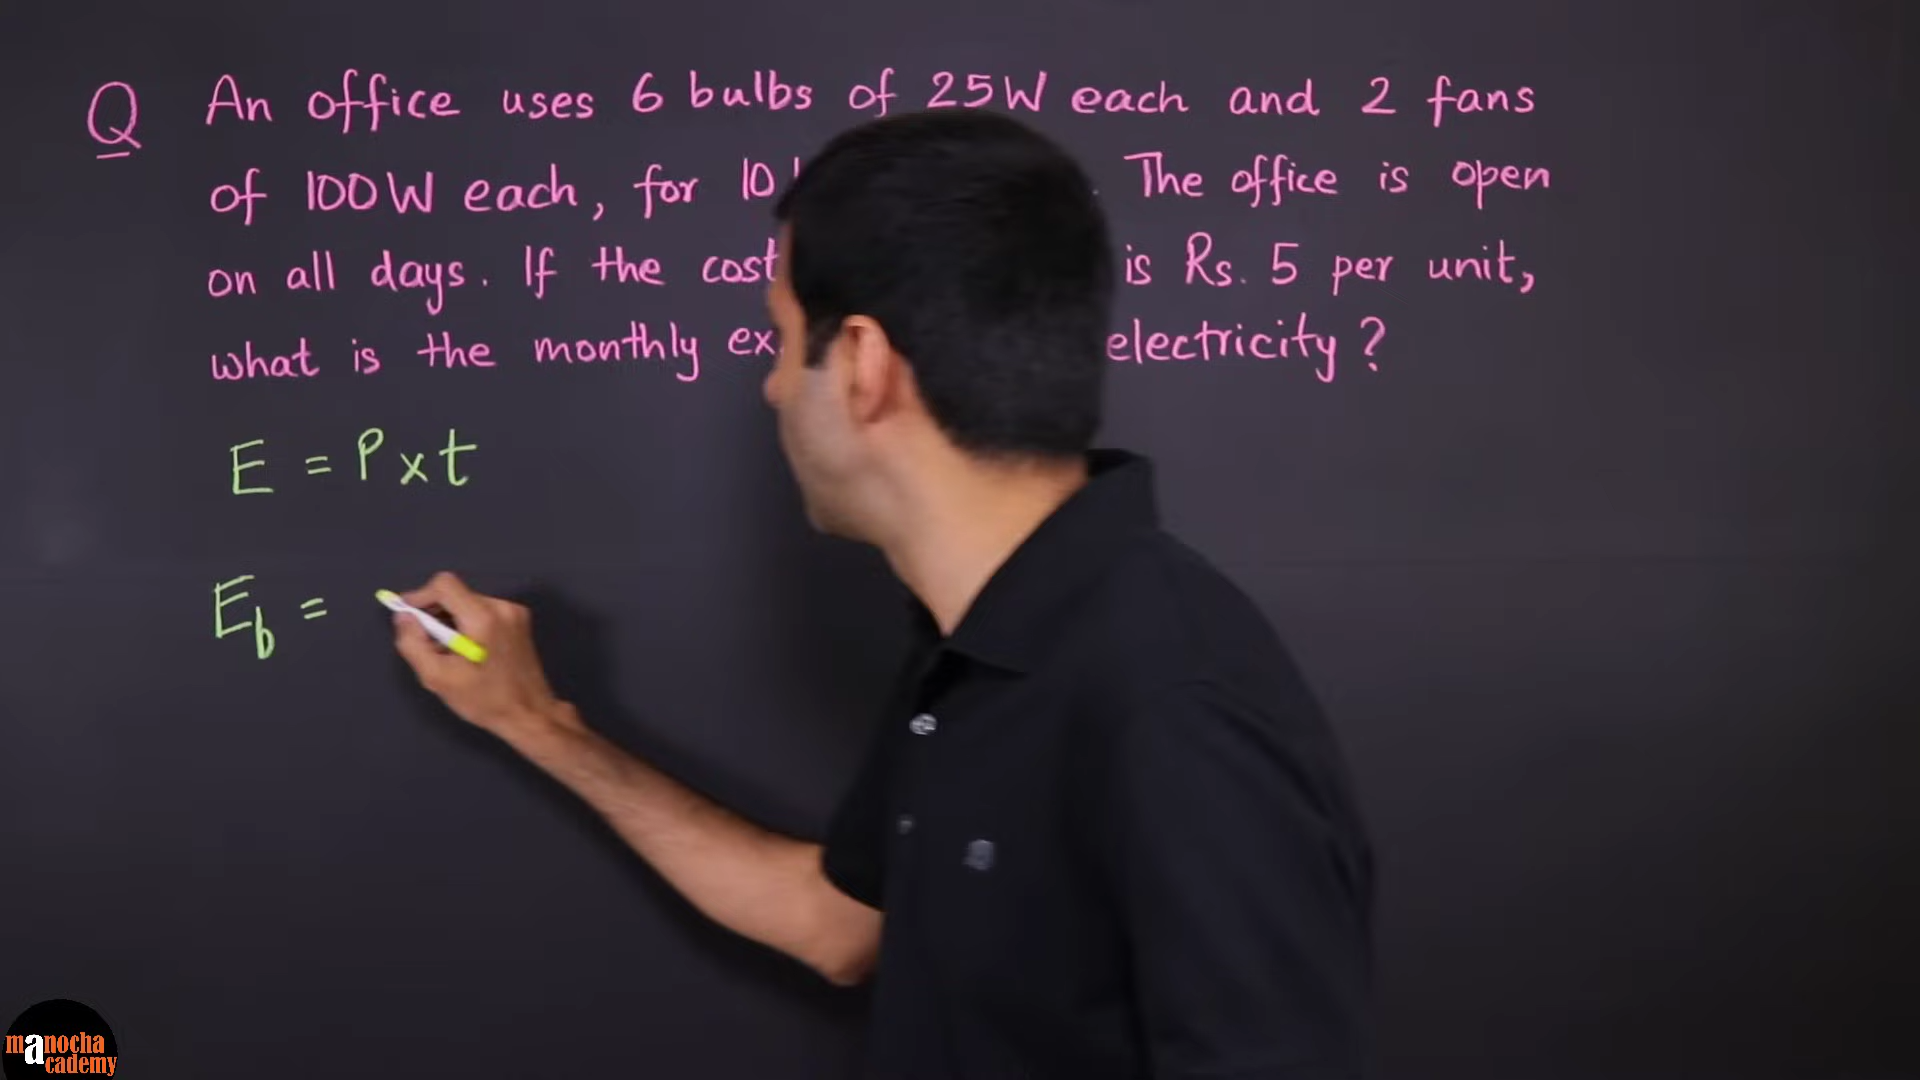 Q An office uses 6 bulbs of 25W each and 2 fans
of 100W each, for 10 The office is open
on all days. If the cost is Rs. 5 per unit,
what is the monthly electricity?
E = P x t
E_b =
manocha
academy